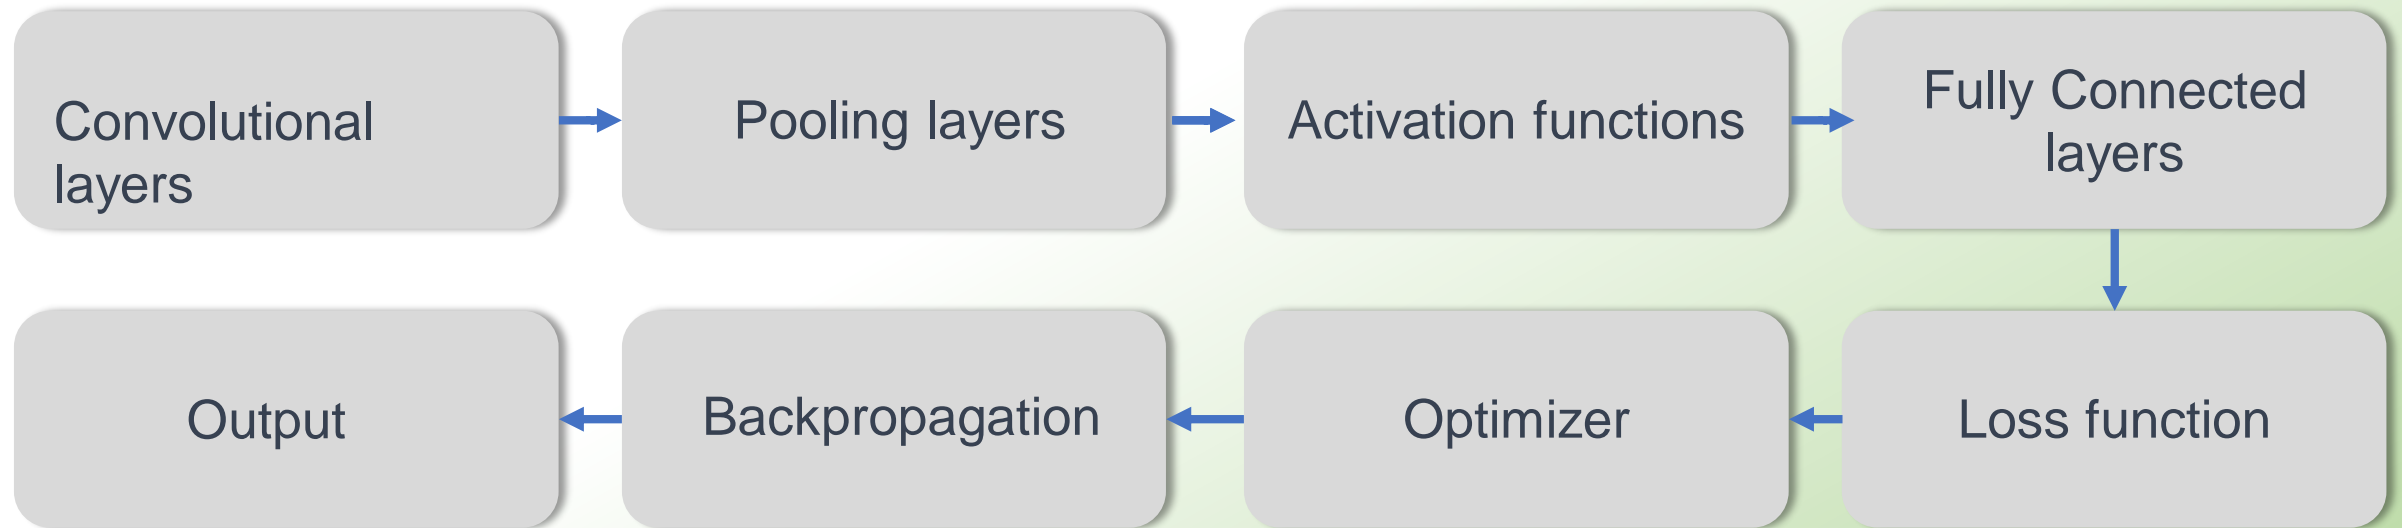 Convolutional
layers
Pooling layers
Activation functions
Fully Connected
layers
Loss function
Optimizer
Backpropagation
Output